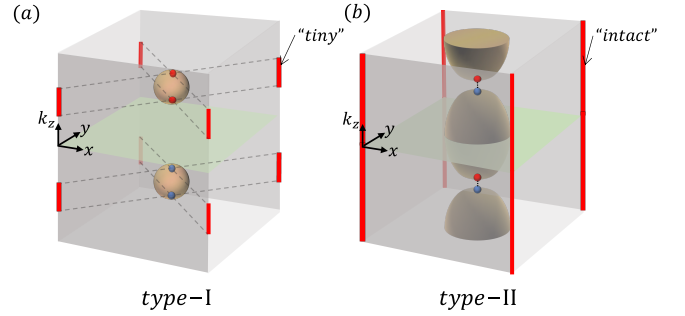 (a)
"tiny"
k_z
y
x
type−I
(b)
"intact"
k_z
y
x
type−II